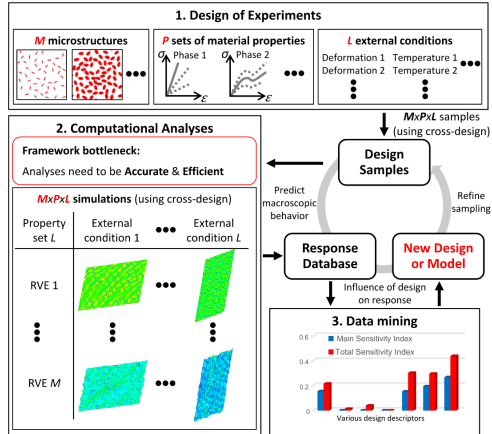 1. Design of Experiments
M microstructures
P sets of material properties
σ Phase 1
ε
σ Phase 2
ε
L external conditions
Deformation 1 Temperature 1
Deformation 2 Temperature 2
MxPxL samples
(using cross-design)
2. Computational Analyses
Framework bottleneck:
Analyses need to be Accurate & Efficient
MxPxL simulations (using cross-design)
Property
set L
External
condition 1
External
condition L
RVE 1
RVE M
Design
Samples
Predict
macroscopic
behavior
Refine
sampling
Response
Database
New Design
or Model
Influence of design
on response
3. Data mining
0.6
0.4
0.2
0
Main Sensitivity Index
Total Sensitivity Index
Various design descriptors